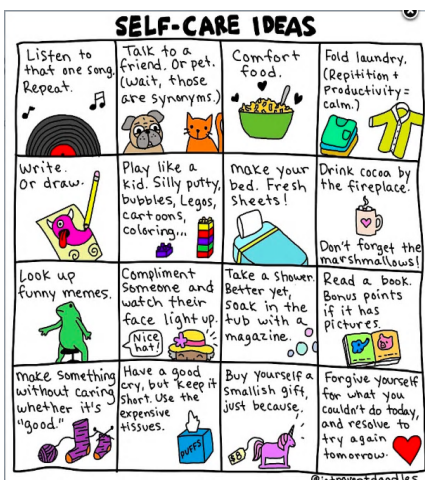 SELF-CARE IDEAS
Listen to
that one song.
Repeat.
Talk to a
friend. Or pet.
(Wait, those
are synonyms.)
Comfort
food.
Fold laundry.
(Repitition +
Productivity =
calm.)
Write.
Or draw.
Play like a
kid. Silly putty,
bubbles, Legos,
cartoons,
coloring...
make your
bed. Fresh
sheets!
Drink cocoa by
the fireplace.
Don't forget the
marshmallows!
Look up
funny memes.
Compliment
someone and
watch their
face light up.
Nice
hat!
Take a shower.
Better yet,
soak in the
tub with a
magazine.
Read a book.
Bonus points
if it has
pictures.
make something
without caring
whether it's
"good."
Have a good
cry, but keep it
short. Use the
expensive
tissues.
PUFFS
Buy yourself a
smallish gift,
just because.
$8
Forgive yourself
for what you
couldn't do today,
and resolve to
try again
tomorrow.
@introvertdoodles